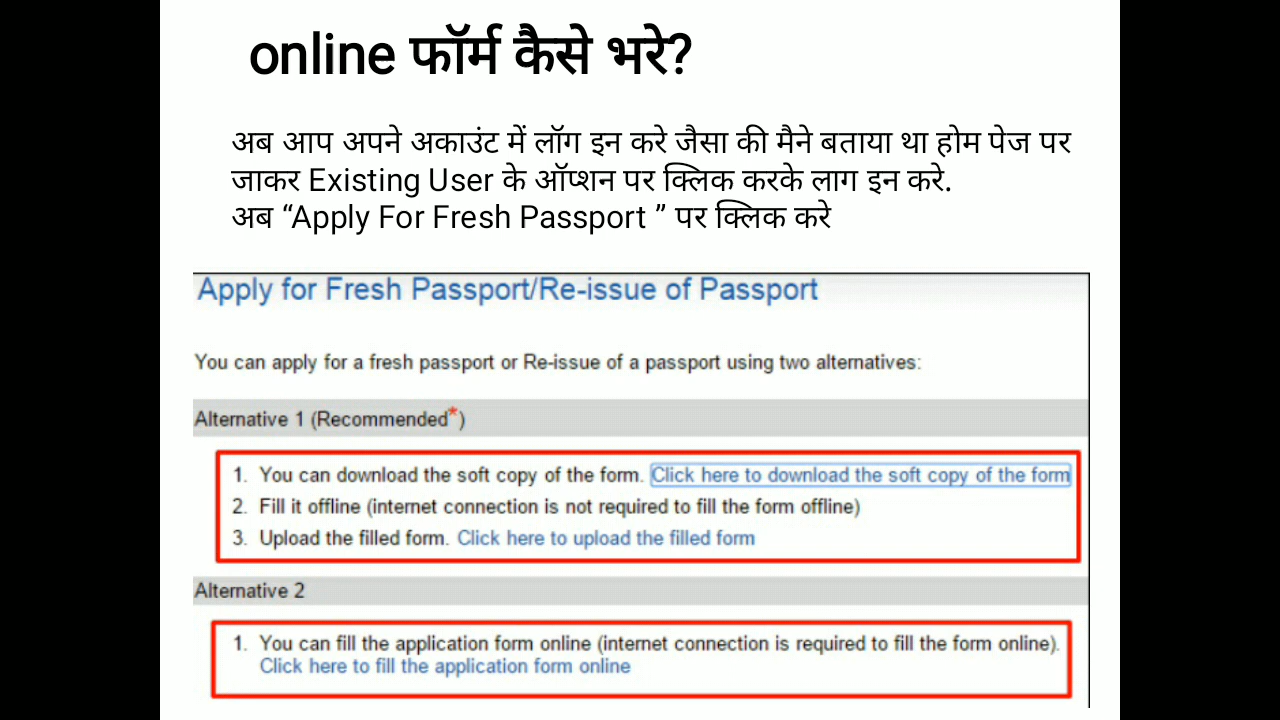 online फॉर्म कैसे भरे?
अब आप अपने अकाउंट में लॉग इन करे जैसा की मैने बताया था होम पेज पर
जाकर Existing User के ऑप्शन पर क्लिक करके लाग इन करे.
अब “Apply For Fresh Passport ” पर क्लिक करे
Apply for Fresh Passport/Re-issue of Passport
You can apply for a fresh passport or Re-issue of a passport using two alternatives:
Alternative 1 (Recommended*)
1. You can download the soft copy of the form. Click here to download the soft copy of the form
2. Fill it offline (internet connection is not required to fill the form offline)
3. Upload the filled form. Click here to upload the filled form
Alternative 2
1. You can fill the application form online (internet connection is required to fill the form online).
Click here to fill the application form online